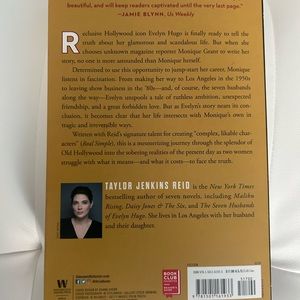 beautiful, and will keep readers captivated until the very last page."
—JAMIE BLYNN, Us Weekly
Reclusive Hollywood icon Evelyn Hugo is finally ready to tell the
truth about her glamorous and scandalous life. But when she
chooses unknown magazine reporter Monique Grant to write her
story, no one is more astounded than Monique herself.
Determined to use this opportunity to jump-start her career, Monique
listens in fascination. From making her way to Los Angeles in the 1950s
to leaving show business in the '80s—and, of course, the seven husbands
along the way—Evelyn unspools a tale of ruthless ambition, unexpected
friendship, and a great forbidden love. But as Evelyn's story nears its con-
clusion, it becomes clear that her life intersects with Monique's own in
tragic and irreversible ways.
Written with Reid's signature talent for creating "complex, likable char-
acters" (Real Simple), this is a mesmerizing journey through the splendor of
Old Hollywood into the sobering realities of the present day as two women
struggle with what it means—and what it costs—to face the truth.
TAYLOR JENKINS REID is the New York Times
bestselling author of seven novels, including Malibu
Rising, Daisy Jones & The Six, and The Seven Husbands
of Evelyn Hugo. She lives in Los Angeles with her husband
and their daughter.
W
BOOK
CLUB